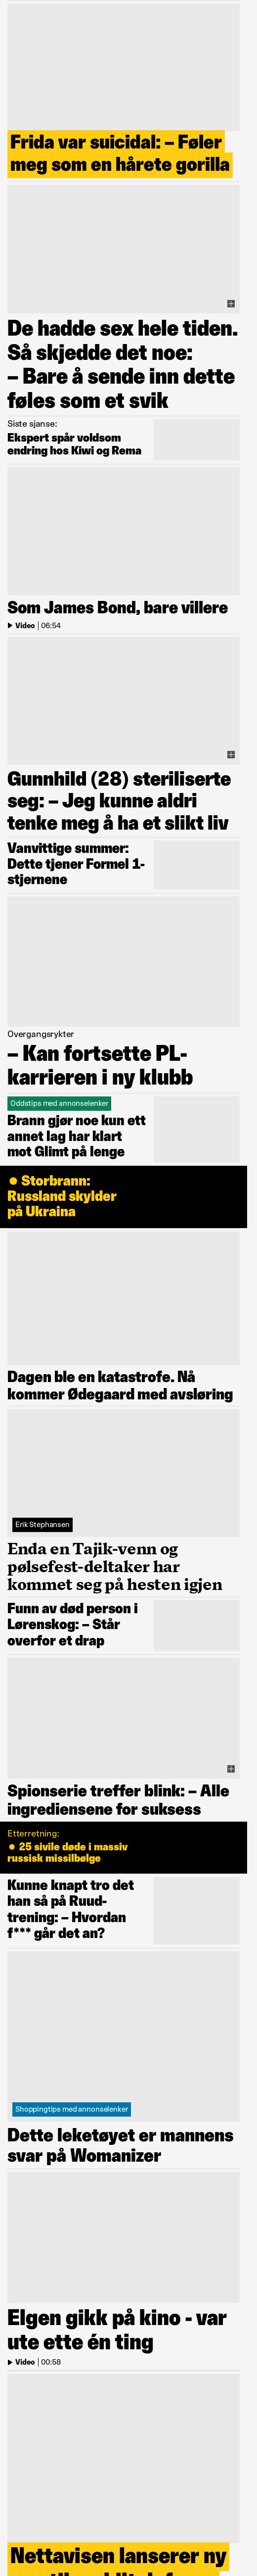 Frida var suicidal: – Føler
meg som en hårete gorilla
De hadde sex hele tiden.
Så skjedde det noe:
– Bare å sende inn dette
føles som et svik
Siste sjanse:
Ekspert spår voldsom
endring hos Kiwi og Rema
Som James Bond, bare villere
Video | 06:54
Gunnhild (28) steriliserte
seg: – Jeg kunne aldri
tenke meg å ha et slikt liv
Vanvittige summer:
Dette tjener Formel 1-
stjernene
Overgangsrykter
– Kan fortsette PL-
karrieren i ny klubb
Oddstips med annonselenker
Brann gjør noe kun ett
annet lag har klart
mot Glimt på lenge
Storbrann:
Russland skylder
på Ukraina
Dagen ble en katastrofe. Nå
kommer Ødegaard med avsløring
Erik Stephansen
Enda en Tajik-venn og
pølsefest-deltaker har
kommet seg på hesten igjen
Funn av død person i
Lørenskog: – Står
overfor et drap
Spionserie treffer blink: – Alle
ingrediensene for suksess
Etterretning:
25 sivile døde i massiv
russisk missilbølge
Kunne knapt tro det
han så på Ruud-
trening: – Hvordan
f*** går det an?
Shoppingtips med annonselenker
Dette leketøyet er mannens
svar på Womanizer
Elgen gikk på kino - var
ute ette én ting
Video | 00:58
Nettavisen lanserer ny